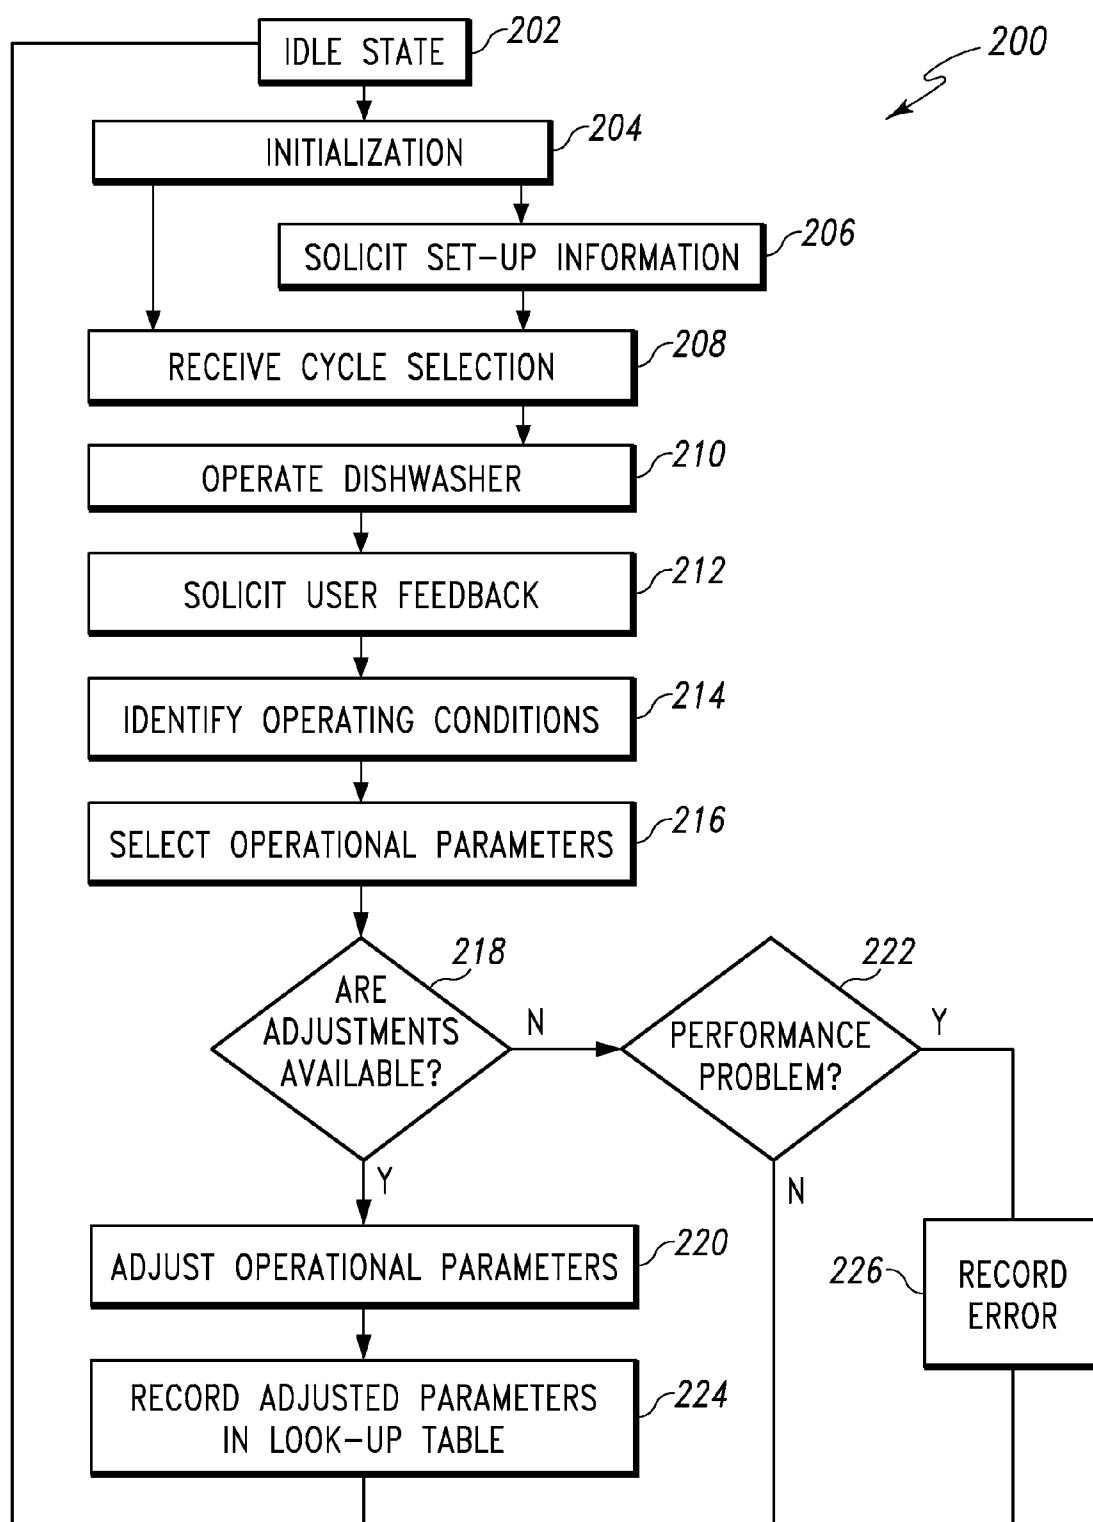 IDLE STATE
202
200
INITIALIZATION
204
SOLICIT SET-UP INFORMATION
206
RECEIVE CYCLE SELECTION
208
OPERATE DISHWASHER
210
SOLICIT USER FEEDBACK
212
IDENTIFY OPERATING CONDITIONS
214
SELECT OPERATIONAL PARAMETERS
216
ARE
ADJUSTMENTS
AVAILABLE?
218
N
PERFORMANCE
PROBLEM?
222
Y
Y
N
ADJUST OPERATIONAL PARAMETERS
220
226
RECORD
ERROR
RECORD ADJUSTED PARAMETERS
IN LOOK-UP TABLE
224